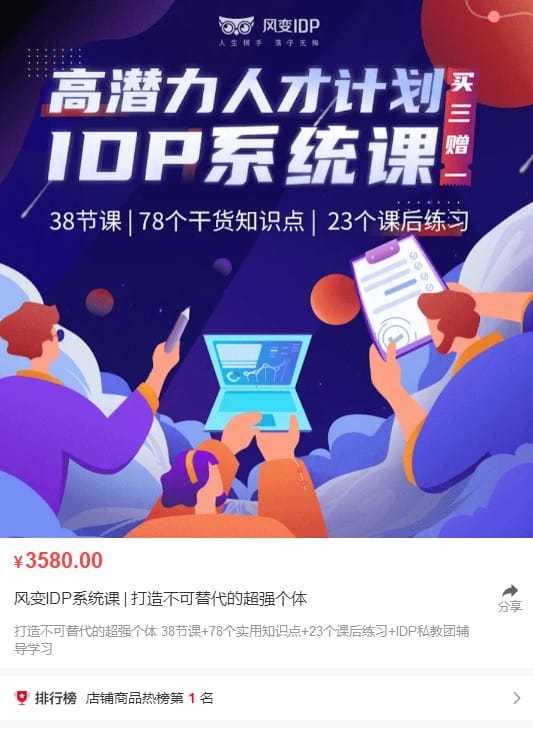 风变IDP
人生棋手 落子无悔
高潜力人才计划
IDP系统课
买三赠一
38节课 | 78个干货知识点 | 23个课后练习
¥3580.00
风变IDP系统课 | 打造不可替代的超强个体
分享
打造不可替代的超强个体 38节课+78个实用知识点+23个课后练习+IDP私教团辅
导学习
排行榜 店铺商品热榜第 1 名